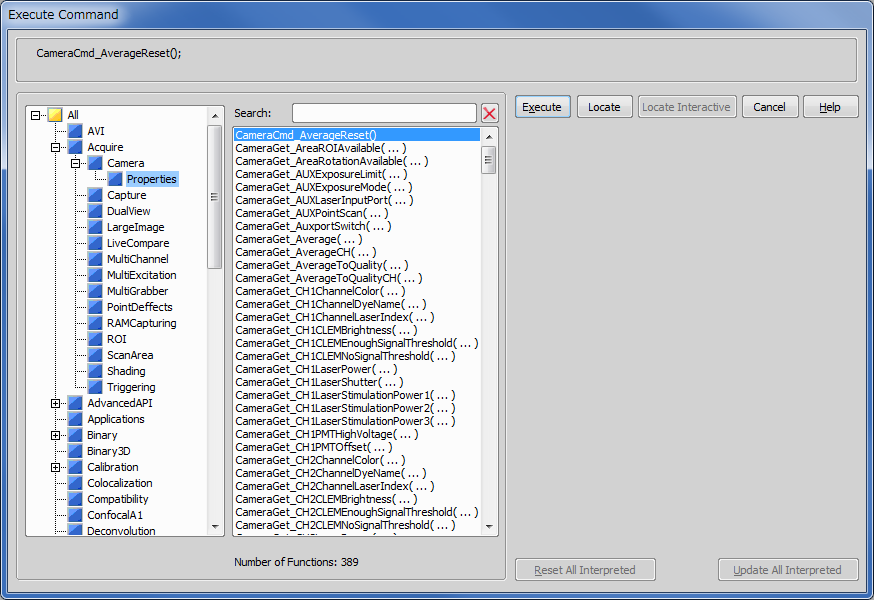 Execute Command
CameraCmd_AverageReset();
All
AVI
Acquire
Camera
Properties
Capture
DualView
LargeImage
LiveCompare
MultiChannel
MultiExcitation
MultiGrabber
PointDeffects
RAMCapturing
ROI
ScanArea
Shading
Triggering
AdvancedAPI
Applications
Binary
Binary3D
Calibration
Colocalization
Compatibility
ConfocalA1
Deconvolution
Search:
CameraCmd_AverageReset()
CameraGet_AreaROIAvailable( ... )
CameraGet_AreaRotationAvailable( ... )
CameraGet_AUXExposureLimit( ... )
CameraGet_AUXExposureMode( ... )
CameraGet_AUXLaserInputPort( ... )
CameraGet_AUXPointScan( ... )
CameraGet_AuxportSwitch( ... )
CameraGet_Average( ... )
CameraGet_AverageCH( ... )
CameraGet_AverageToQuality( ... )
CameraGet_AverageToQualityCH( ... )
CameraGet_CH1ChannelColor( ... )
CameraGet_CH1ChannelDyeName( ... )
CameraGet_CH1ChannelLaserIndex( ... )
CameraGet_CH1CLEMBrightness( ... )
CameraGet_CH1CLEMEnoughSignalThreshold( ... )
CameraGet_CH1CLEMNoSignalThreshold( ... )
CameraGet_CH1LaserPower( ... )
CameraGet_CH1LaserShutter( ... )
CameraGet_CH1LaserStimulationPower1( ... )
CameraGet_CH1LaserStimulationPower2( ... )
CameraGet_CH1LaserStimulationPower3( ... )
CameraGet_CH1PMTHighVoltage( ... )
CameraGet_CH1PMTOffset( ... )
CameraGet_CH2ChannelColor( ... )
CameraGet_CH2ChannelDyeName( ... )
CameraGet_CH2ChannelLaserIndex( ... )
CameraGet_CH2CLEMBrightness( ... )
CameraGet_CH2CLEMEnoughSignalThreshold( ... )
CameraGet_CH2CLEMNoSignalThreshold( ... )
Number of Functions: 389
Execute
Locate
Locate Interactive
Cancel
Help
Reset All Interpreted
Update All Interpreted